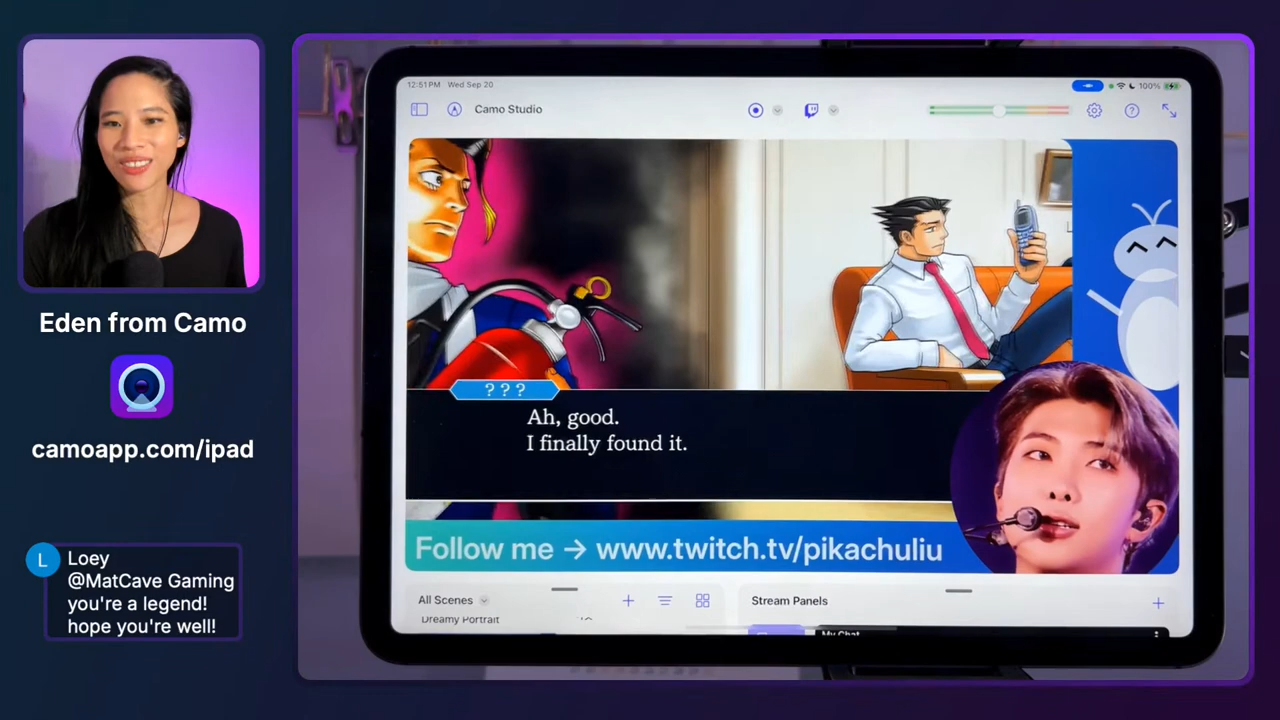 Eden from Camo
camoapp.com/ipad
L
Loey
@MatCave Gaming
you're a legend!
hope you're well!
12:51 PM Wed Sep 20
100%
Camo Studio
? ? ?
Ah, good.
I finally found it.
Follow me → www.twitch.tv/pikachuliu
All Scenes
Stream Panels
Dreamy Portrait
My Chat